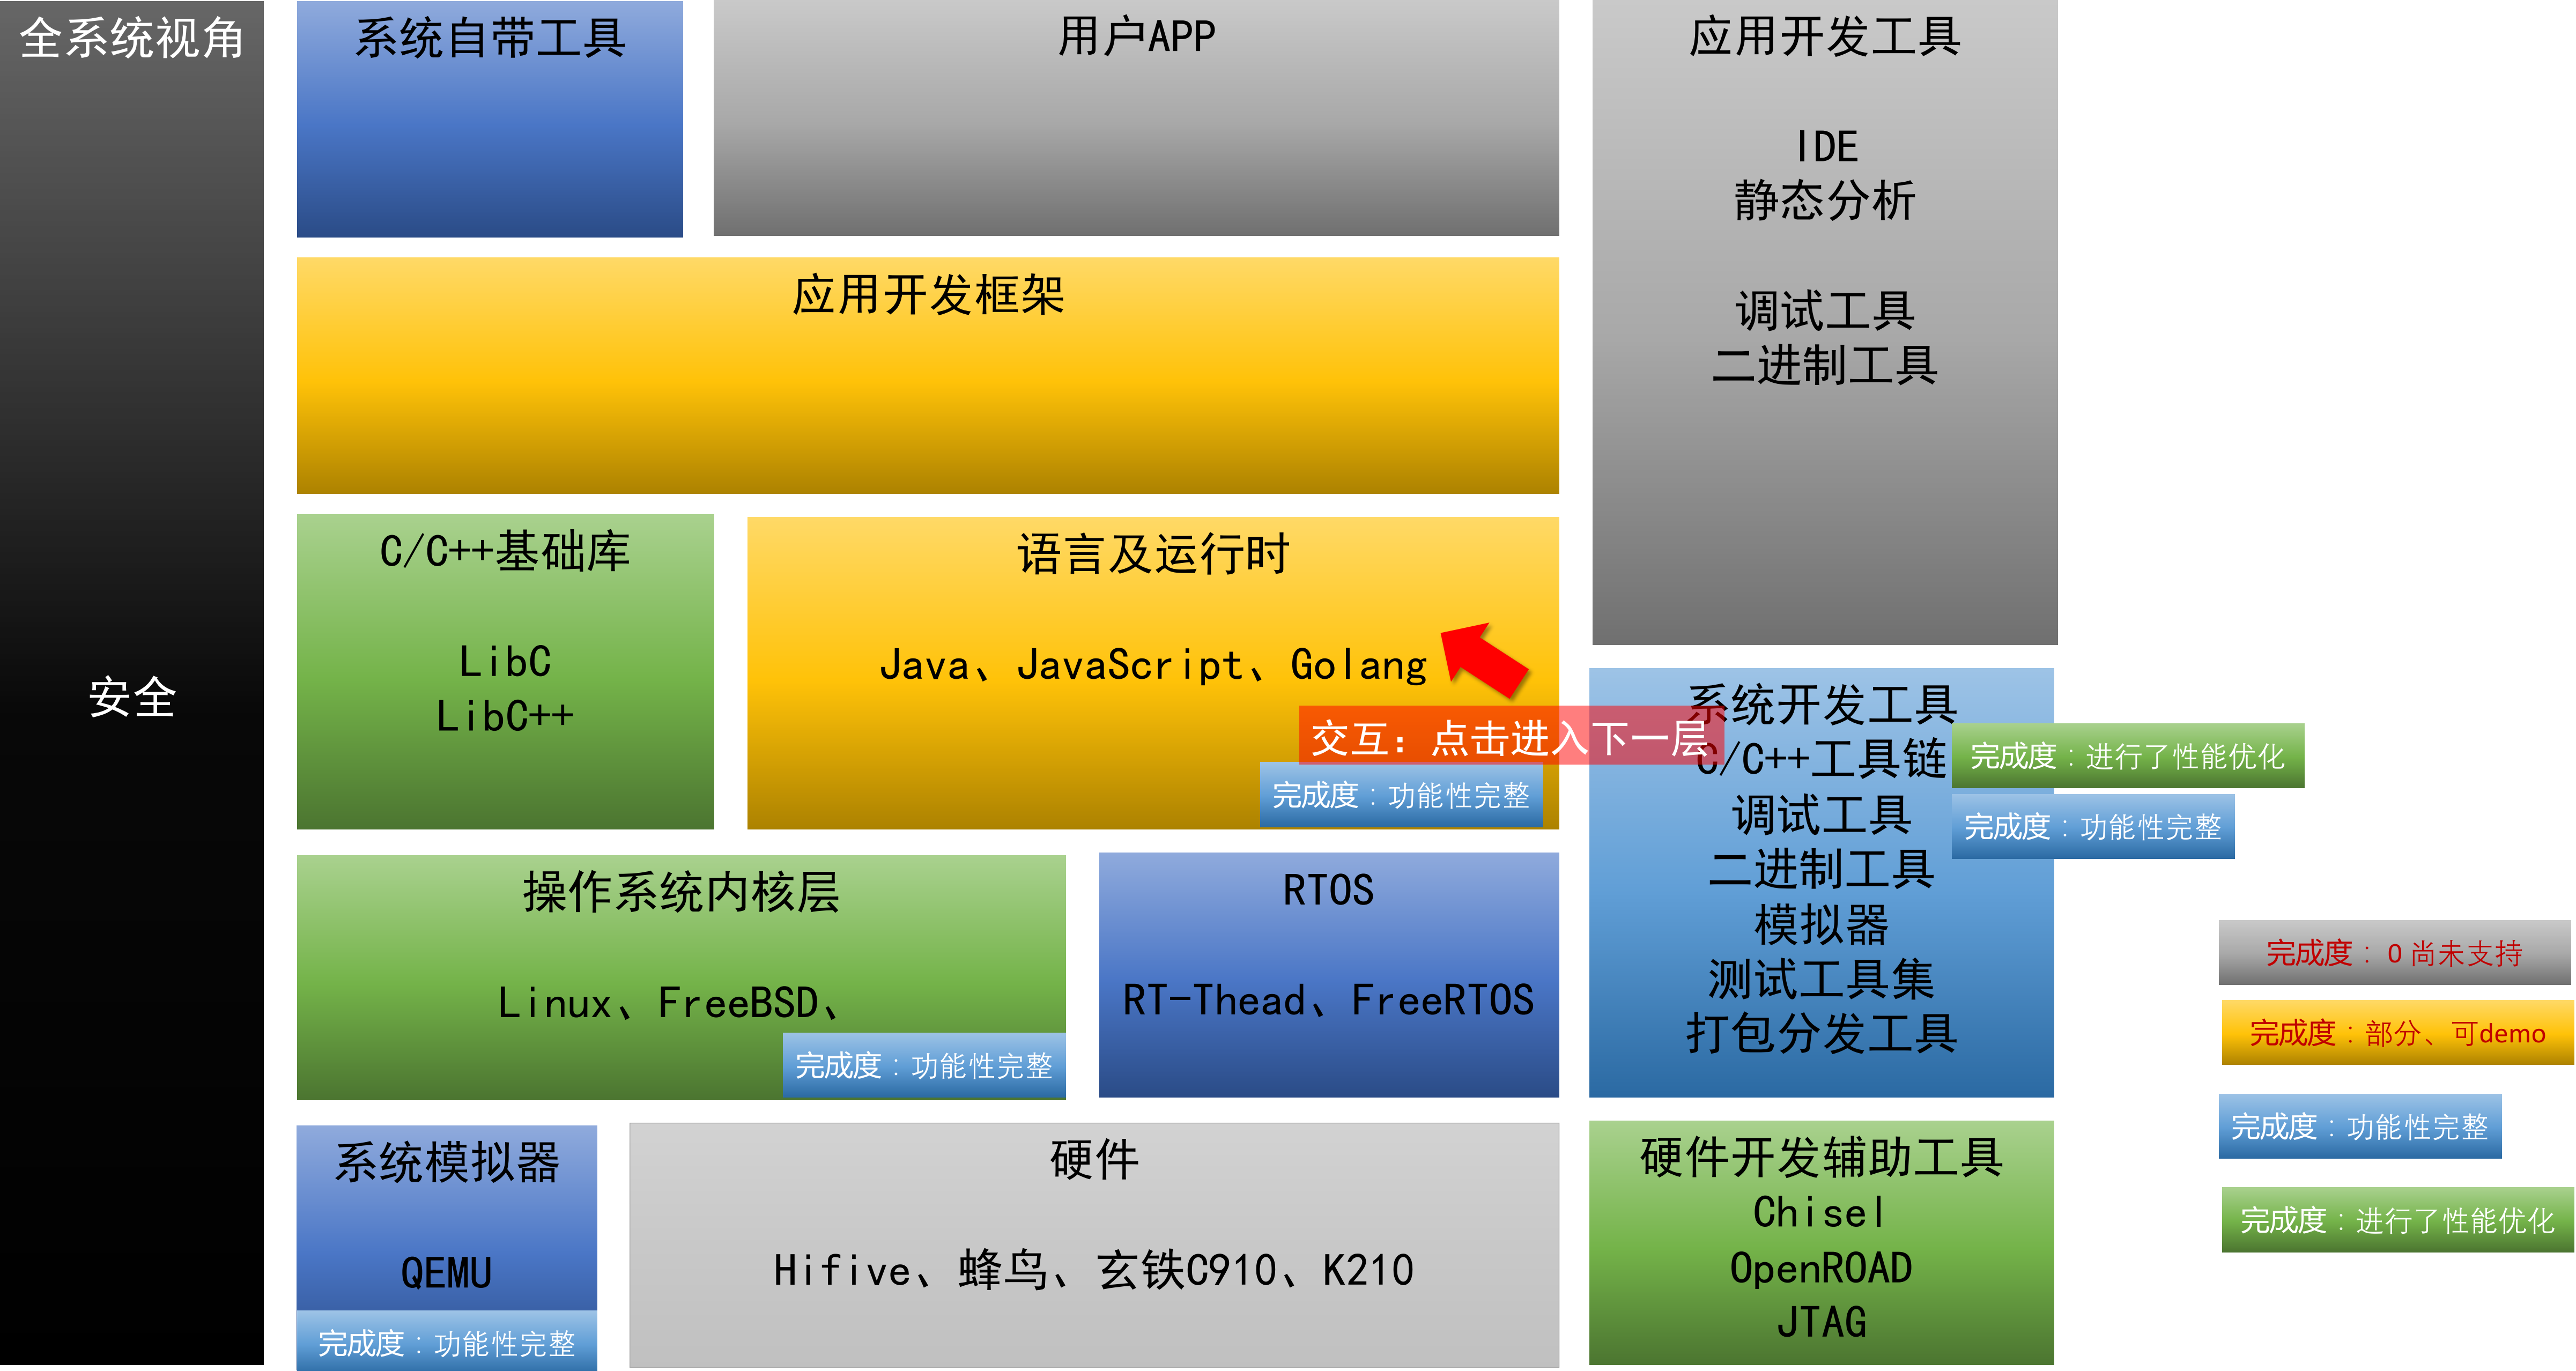 全系统视角
安全
系统自带工具
用户APP
应用开发工具
IDE
静态分析
调试工具
二进制工具
应用开发框架
C/C++基础库
LibC
LibC++
语言及运行时
Java、JavaScript、Golang
交互：点击进入下一层
完成度：功能性完整
系统开发工具
C/C++工具链
完成度：进行了性能优化
调试工具
完成度：功能性完整
二进制工具
模拟器
测试工具集
打包分发工具
操作系统内核层
Linux、FreeBSD、
完成度：功能性完整
RTOS
RT-Thead、FreeRTOS
系统模拟器
QEMU
完成度：功能性完整
硬件
Hifive、蜂鸟、玄铁C910、K210
硬件开发辅助工具
Chisel
OpenROAD
JTAG
完成度：0 尚未支持
完成度：部分、可demo
完成度：功能性完整
完成度：进行了性能优化